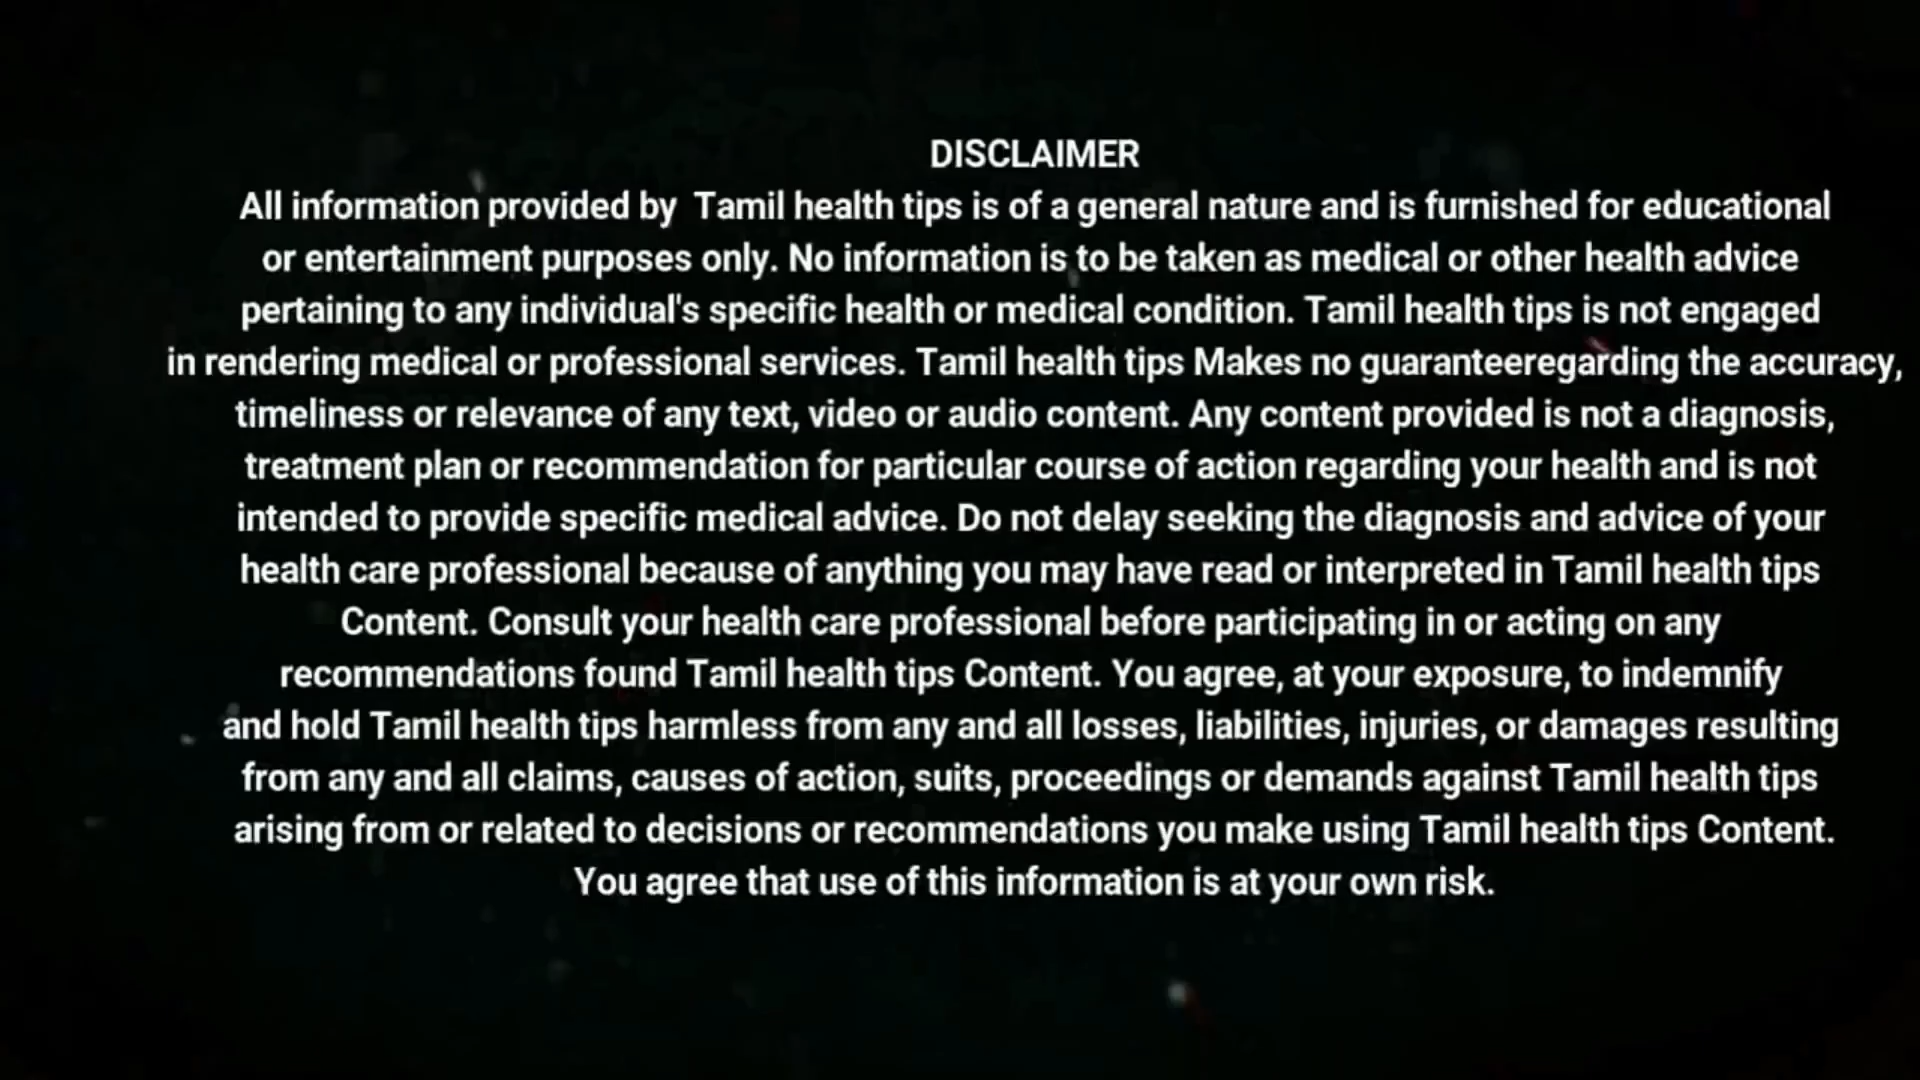 DISCLAIMER
All information provided by  Tamil health tips is of a general nature and is furnished for educational
or entertainment purposes only. No information is to be taken as medical or other health advice
pertaining to any individual's specific health or medical condition. Tamil health tips is not engaged
in rendering medical or professional services. Tamil health tips Makes no guaranteeregarding the accuracy,
timeliness or relevance of any text, video or audio content. Any content provided is not a diagnosis,
treatment plan or recommendation for particular course of action regarding your health and is not
intended to provide specific medical advice. Do not delay seeking the diagnosis and advice of your
health care professional because of anything you may have read or interpreted in Tamil health tips
Content. Consult your health care professional before participating in or acting on any
recommendations found Tamil health tips Content. You agree, at your exposure, to indemnify
and hold Tamil health tips harmless from any and all losses, liabilities, injuries, or damages resulting
from any and all claims, causes of action, suits, proceedings or demands against Tamil health tips
arising from or related to decisions or recommendations you make using Tamil health tips Content.
You agree that use of this information is at your own risk.